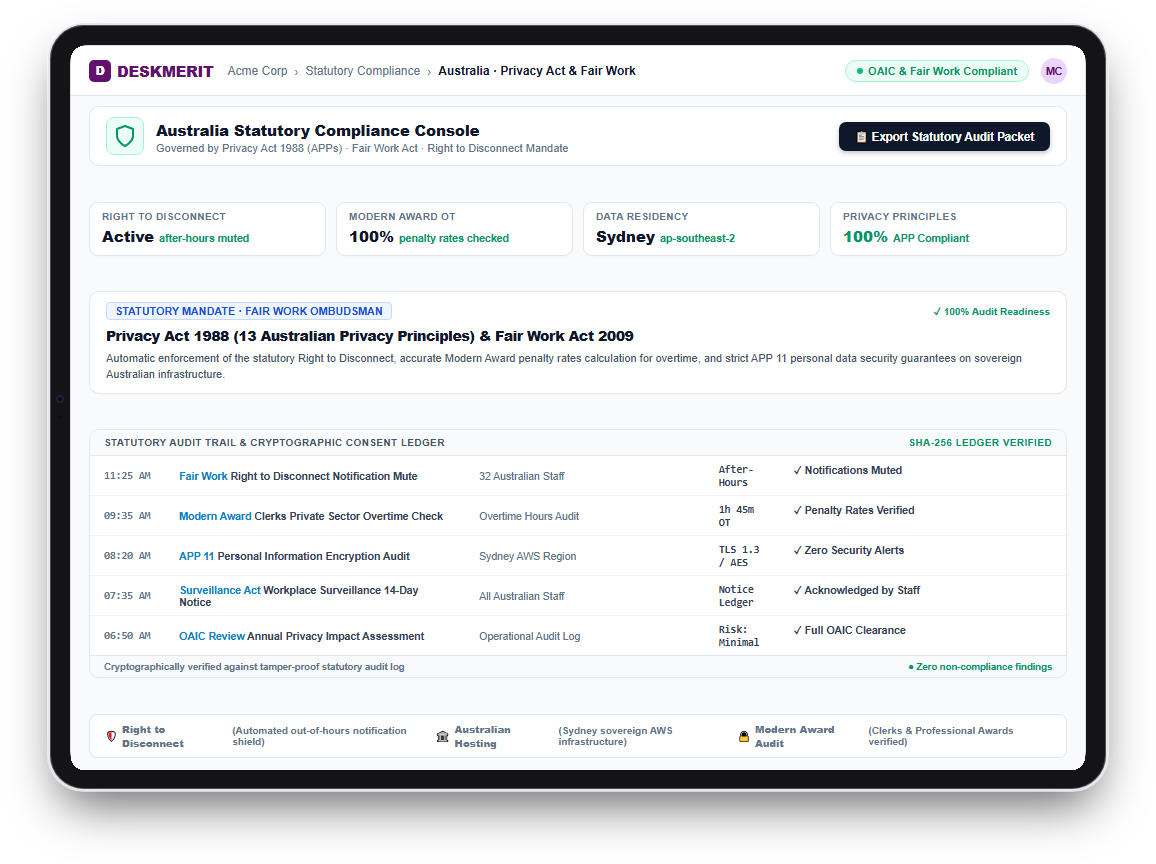 D DESKMERIT Acme Corp › Statutory Compliance › Australia · Privacy Act & Fair Work ● OAIC & Fair Work Compliant MC
Australia Statutory Compliance Console
Governed by Privacy Act 1988 (APPs) · Fair Work Act · Right to Disconnect Mandate
📋 Export Statutory Audit Packet
RIGHT TO DISCONNECT
Active after-hours muted
MODERN AWARD OT
100% penalty rates checked
DATA RESIDENCY
Sydney ap-southeast-2
PRIVACY PRINCIPLES
100% APP Compliant
STATUTORY MANDATE · FAIR WORK OMBUDSMAN
✓ 100% Audit Readiness
Privacy Act 1988 (13 Australian Privacy Principles) & Fair Work Act 2009
Automatic enforcement of the statutory Right to Disconnect, accurate Modern Award penalty rates calculation for overtime, and strict APP 11 personal data security guarantees on sovereign
Australian infrastructure.
STATUTORY AUDIT TRAIL & CRYPTOGRAPHIC CONSENT LEDGER SHA-256 LEDGER VERIFIED
11:25 AM Fair Work Right to Disconnect Notification Mute 32 Australian Staff
After-
Hours
✓ Notifications Muted
09:35 AM Modern Award Clerks Private Sector Overtime Check Overtime Hours Audit
1h 45m
OT
✓ Penalty Rates Verified
08:20 AM APP 11 Personal Information Encryption Audit Sydney AWS Region
TLS 1.3
/ AES
✓ Zero Security Alerts
07:35 AM
Surveillance Act Workplace Surveillance 14-Day
Notice
All Australian Staff
Notice
Ledger
✓ Acknowledged by Staff
06:50 AM OAIC Review Annual Privacy Impact Assessment Operational Audit Log
Risk:
Minimal
✓ Full OAIC Clearance
Cryptographically verified against tamper-proof statutory audit log ● Zero non-compliance findings
Right to
Disconnect
(Automated out-of-hours notification
shield)
Australian
Hosting
(Sydney sovereign AWS
infrastructure)
Modern Award
Audit
(Clerks & Professional Awards
verified)